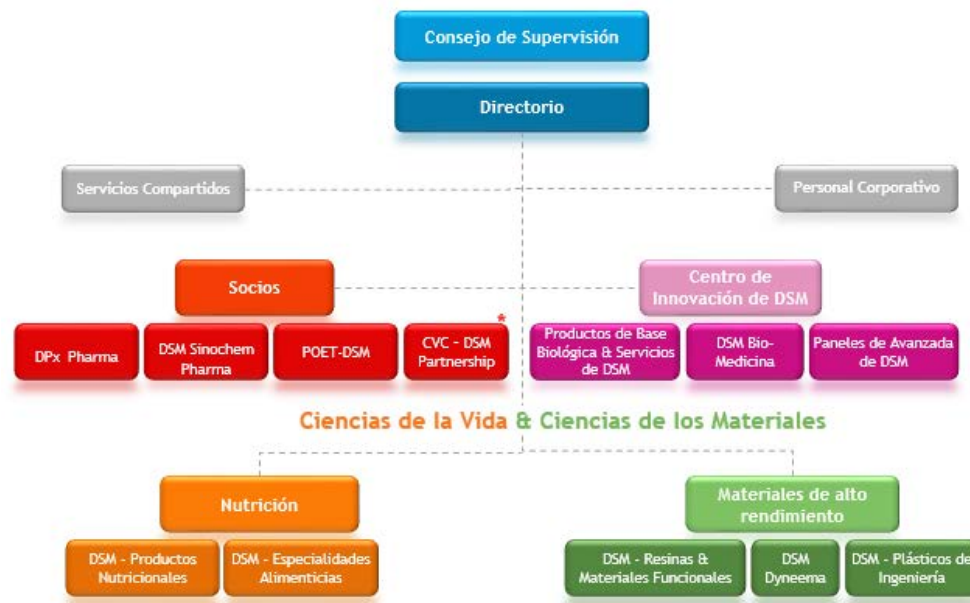 Consejo de Supervisión
Directorio
Servicios Compartidos
Personal Corporativo
Socios
Centro de
Innovación de DSM
*
DPx Pharma
DSM Sinochem
Pharma
POET-DSM
CVC - DSM
Partnership
Productos de Base
Biológica & Servicios
de DSM
DSM Bio-
Medicina
Paneles de Avanzada
de DSM
Ciencias de la Vida & Ciencias de los Materiales
Nutrición
Materiales de alto
rendimiento
DSM - Productos
Nutricionales
DSM - Especialidades
Alimenticias
DSM - Resinas &
Materiales Funcionales
DSM
Dyneema
DSM - Plásticos de
Ingeniería